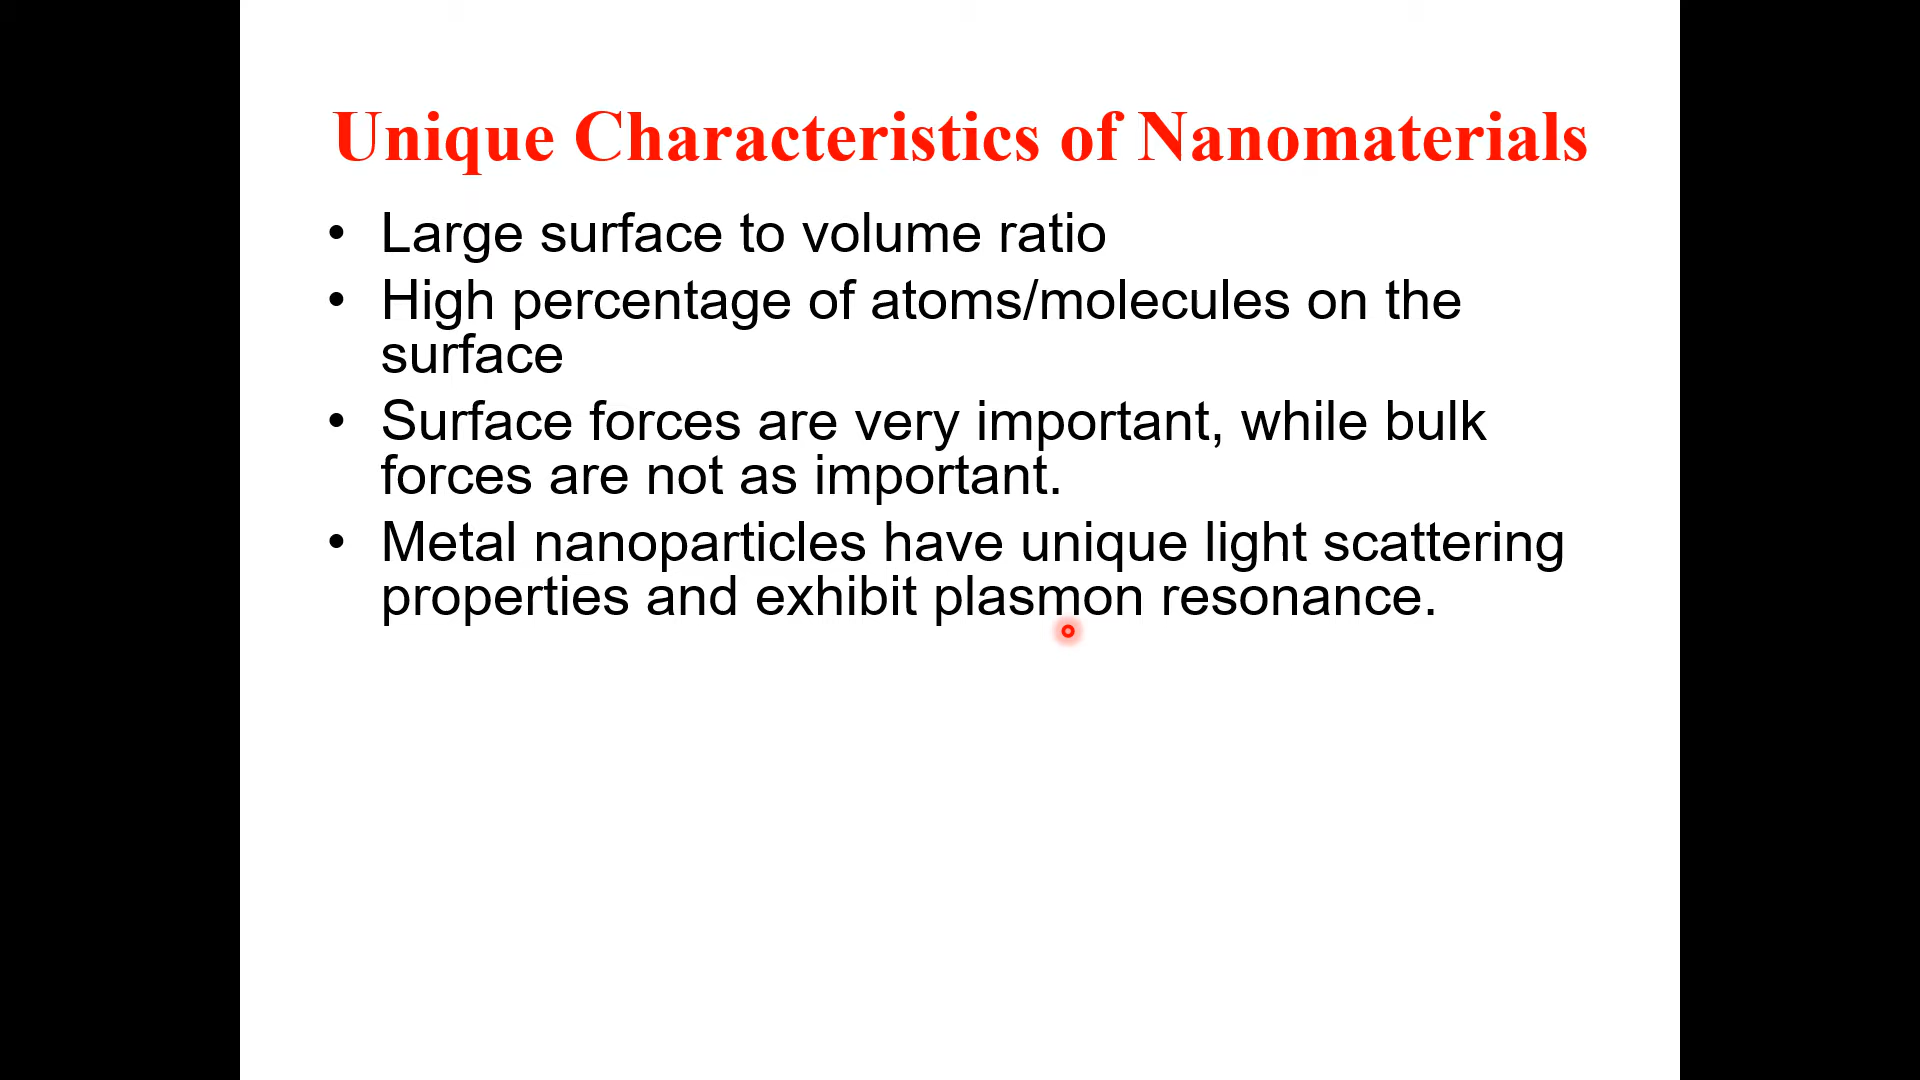 Unique Characteristics of Nanomaterials
• Large surface to volume ratio
• High percentage of atoms/molecules on the
surface
• Surface forces are very important, while bulk
forces are not as important.
• Metal nanoparticles have unique light scattering
properties and exhibit plasmon resonance.